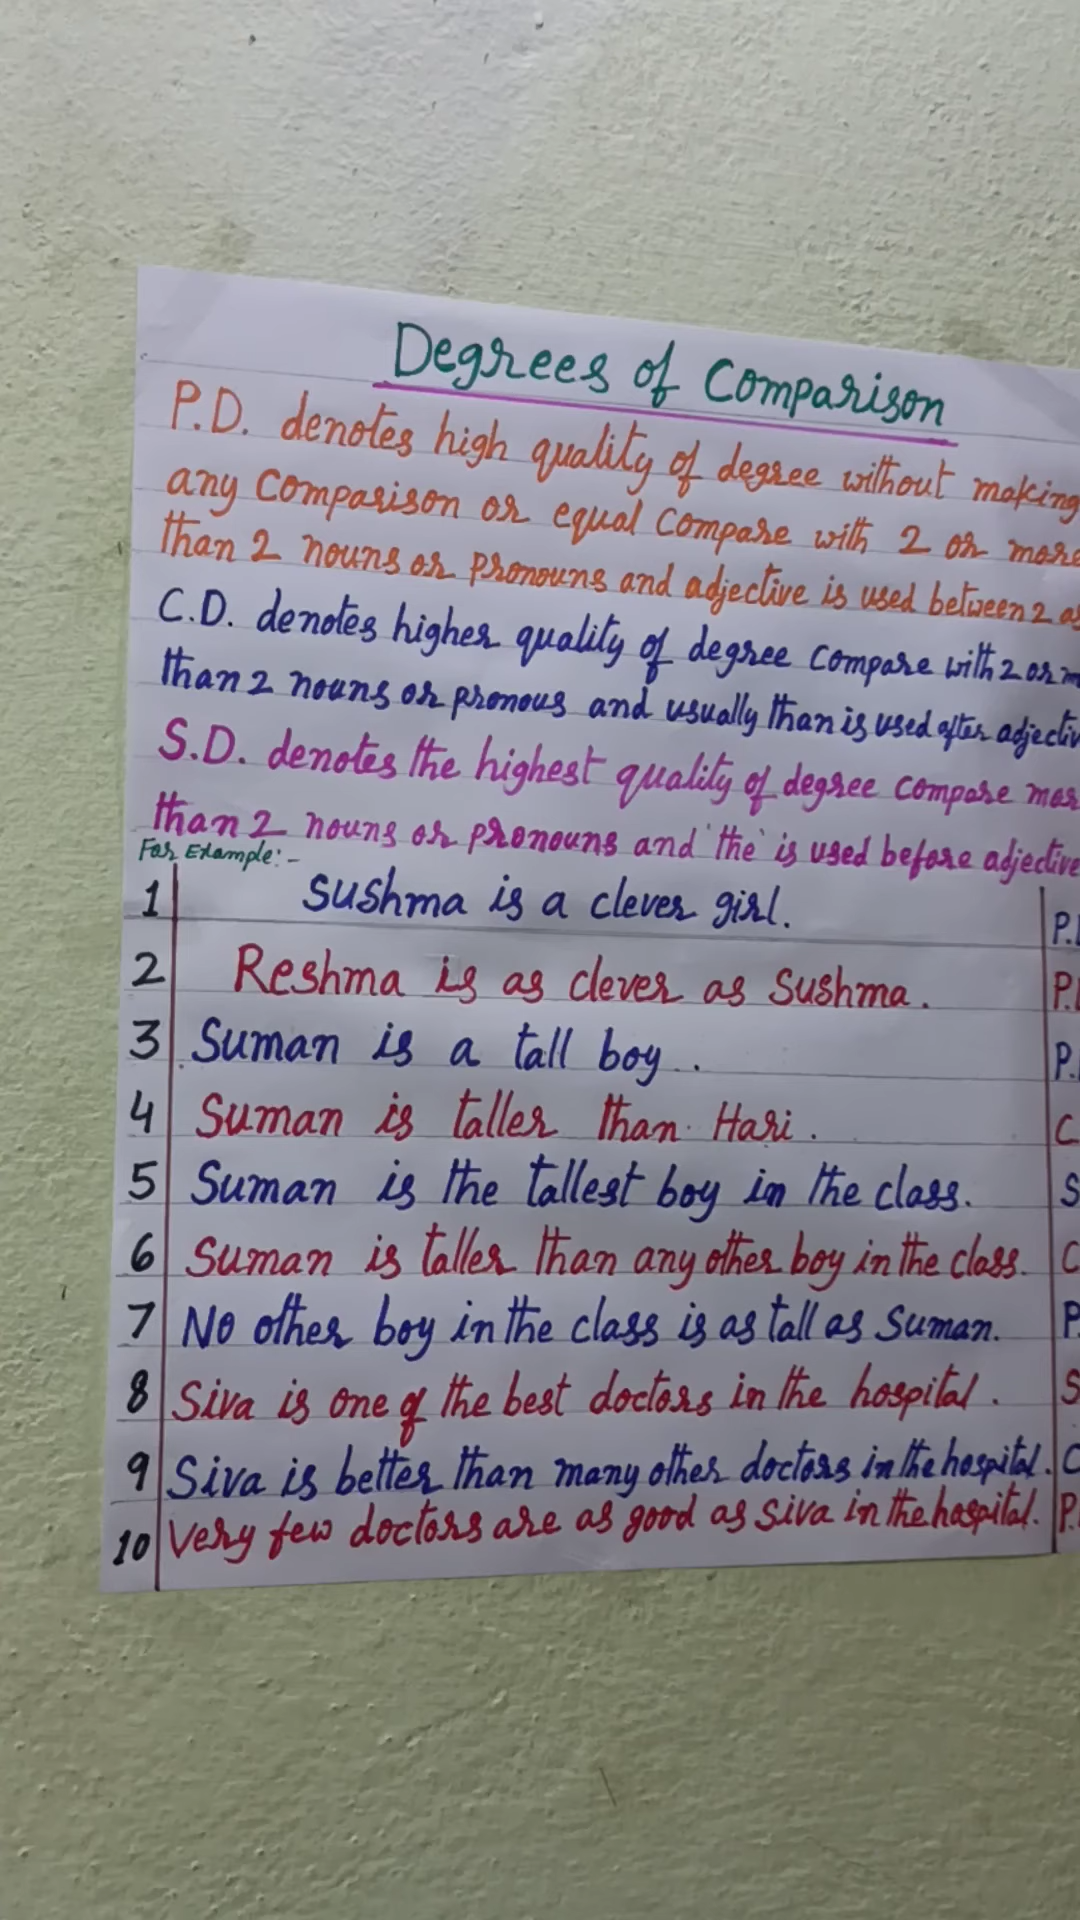 Degrees of Comparison
P.D. denotes high quality of degree without making
any Comparison or equal Compare with 2 or more
than 2 nouns or pronouns and adjective is used between 2 as
C.D. denotes higher quality of degree Compare with 2 or m
than 2 nouns or pronous and usually than is used after adjectiv
S.D. denotes the highest quality of degree Compare mor
than 2 nouns or pronouns and 'the' is used before adjective
For Example:-
1 Sushma is a clever girl. P.D
2 Reshma is as clever as Sushma. P.D
3 Suman is a tall boy. P.
4 Suman is taller than Hari. C
5 Suman is the tallest boy in the class. S
6 Suman is taller than any other boy in the class. C
7 No other boy in the class is as tall as Suman. P.
8 Siva is one of the best doctors in the hospital. S
9 Siva is better than many other doctors in the hospital. C
10 Very few doctors are as good as Siva in the hospital. P.